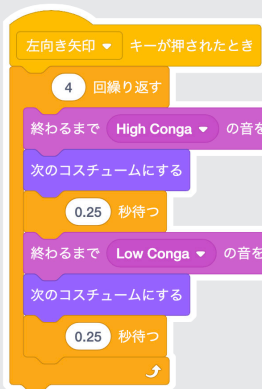 左向き矢印 キーが押されたとき
4 回繰り返す
終わるまで High Conga の音を
次のコスチュームにする
0.25 秒待つ
終わるまで Low Conga の音を
次のコスチュームにする
0.25 秒待つ